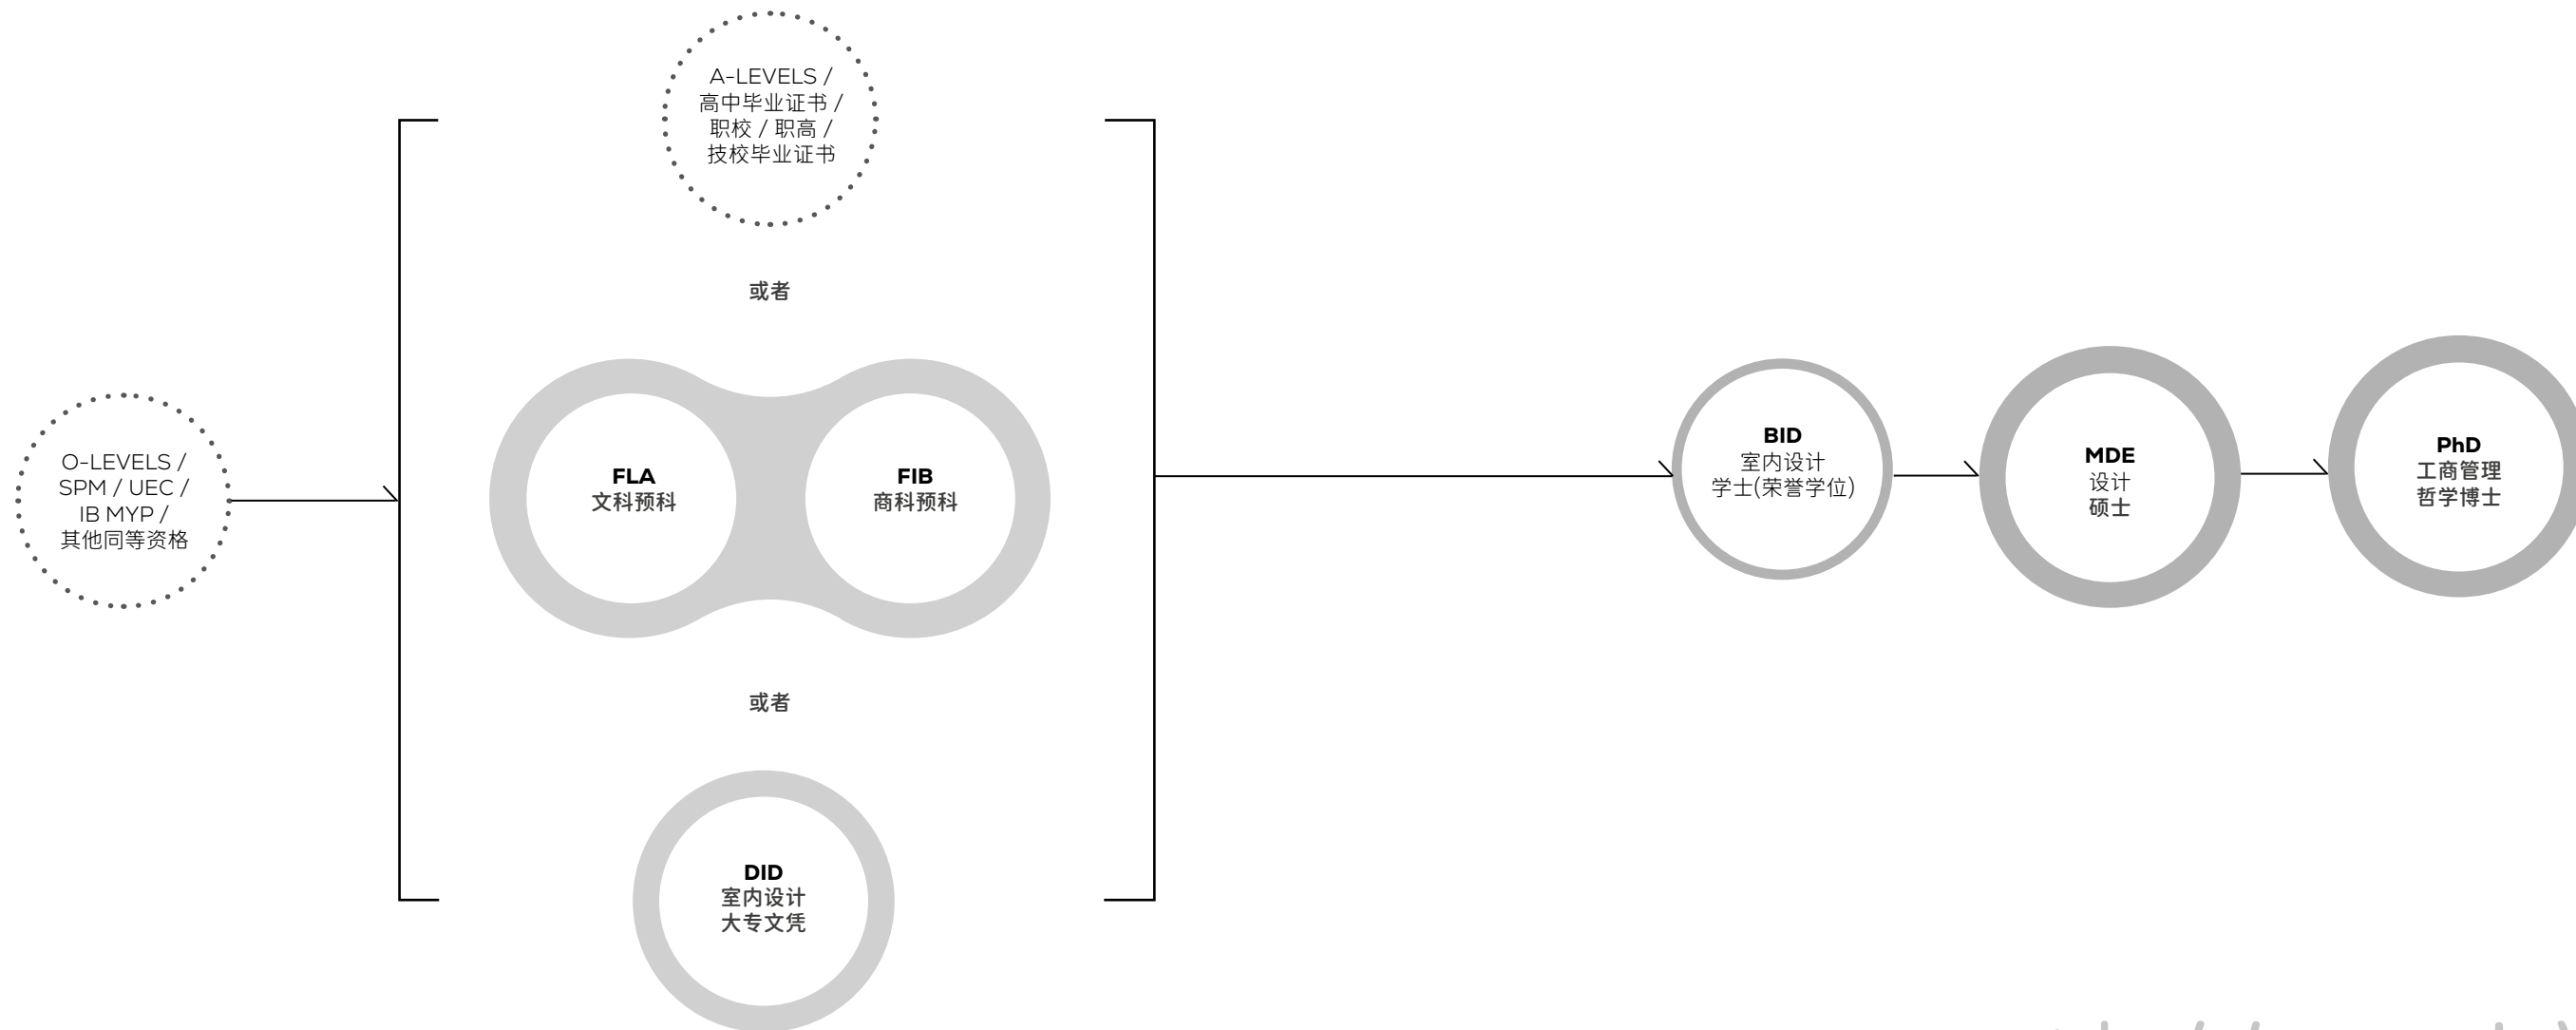 A-LEVELS /
高中毕业证书 /
职校 / 职高 /
技校毕业证书
或者
O-LEVELS /
SPM / UEC /
IB MYP /
其他同等资格
FLA
文科预科
FIB
商科预科
BID
室内设计
学士(荣誉学位)
MDE
设计
硕士
PhD
工商管理
哲学博士
或者
DID
室内设计
大专文凭